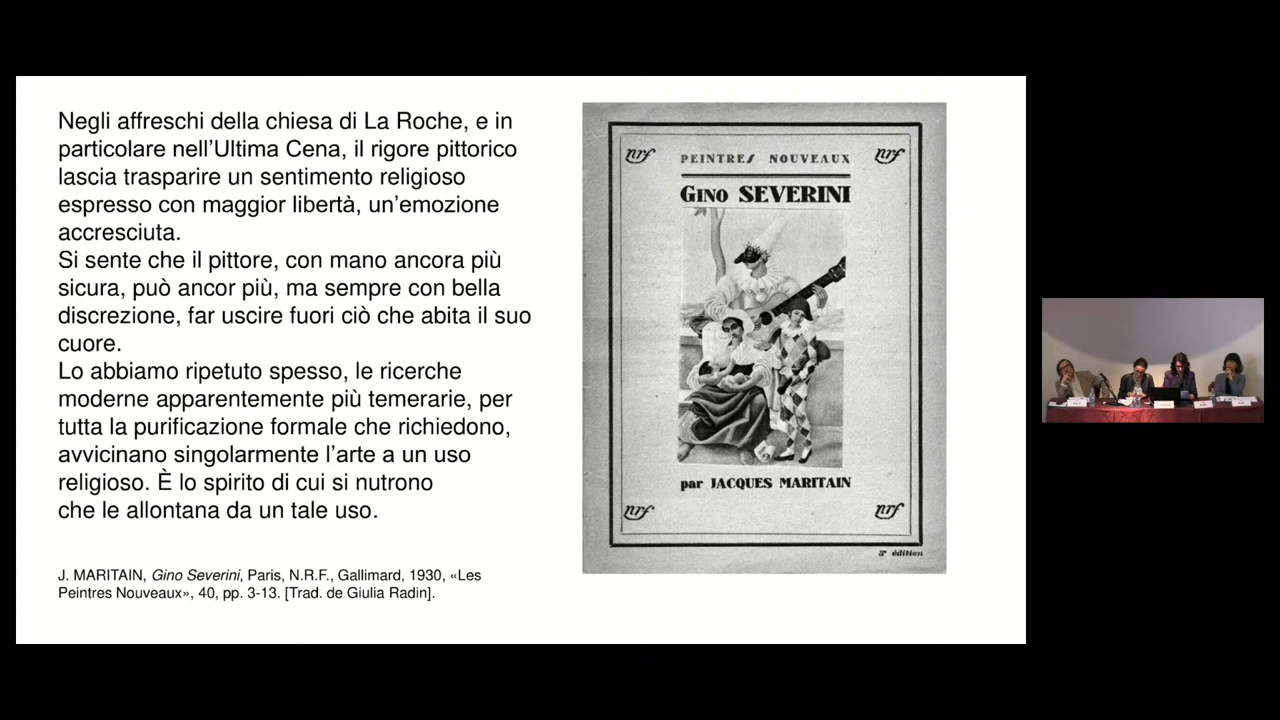 Negli affreschi della chiesa di La Roche, e in
particolare nell’Ultima Cena, il rigore pittorico
lascia trasparire un sentimento religioso
espresso con maggior libertà, un’emozione
accresciuta.
Si sente che il pittore, con mano ancora più
sicura, può ancor più, ma sempre con bella
discrezione, far uscire fuori ciò che abita il suo
cuore.
Lo abbiamo ripetuto spesso, le ricerche
moderne apparentemente più temerarie, per
tutta la purificazione formale che richiedono,
avvicinano singolarmente l’arte a un uso
religioso. È lo spirito di cui si nutrono
che le allontana da un tale uso.
J. MARITAIN, Gino Severini, Paris, N.R.F., Gallimard, 1930, «Les
Peintres Nouveaux», 40, pp. 3-13. [Trad. de Giulia Radin].
nrf
PEINTRES NOUVEAUX
nrf
GINO SEVERINI
par JACQUES MARITAIN
nrf
nrf
3e édition